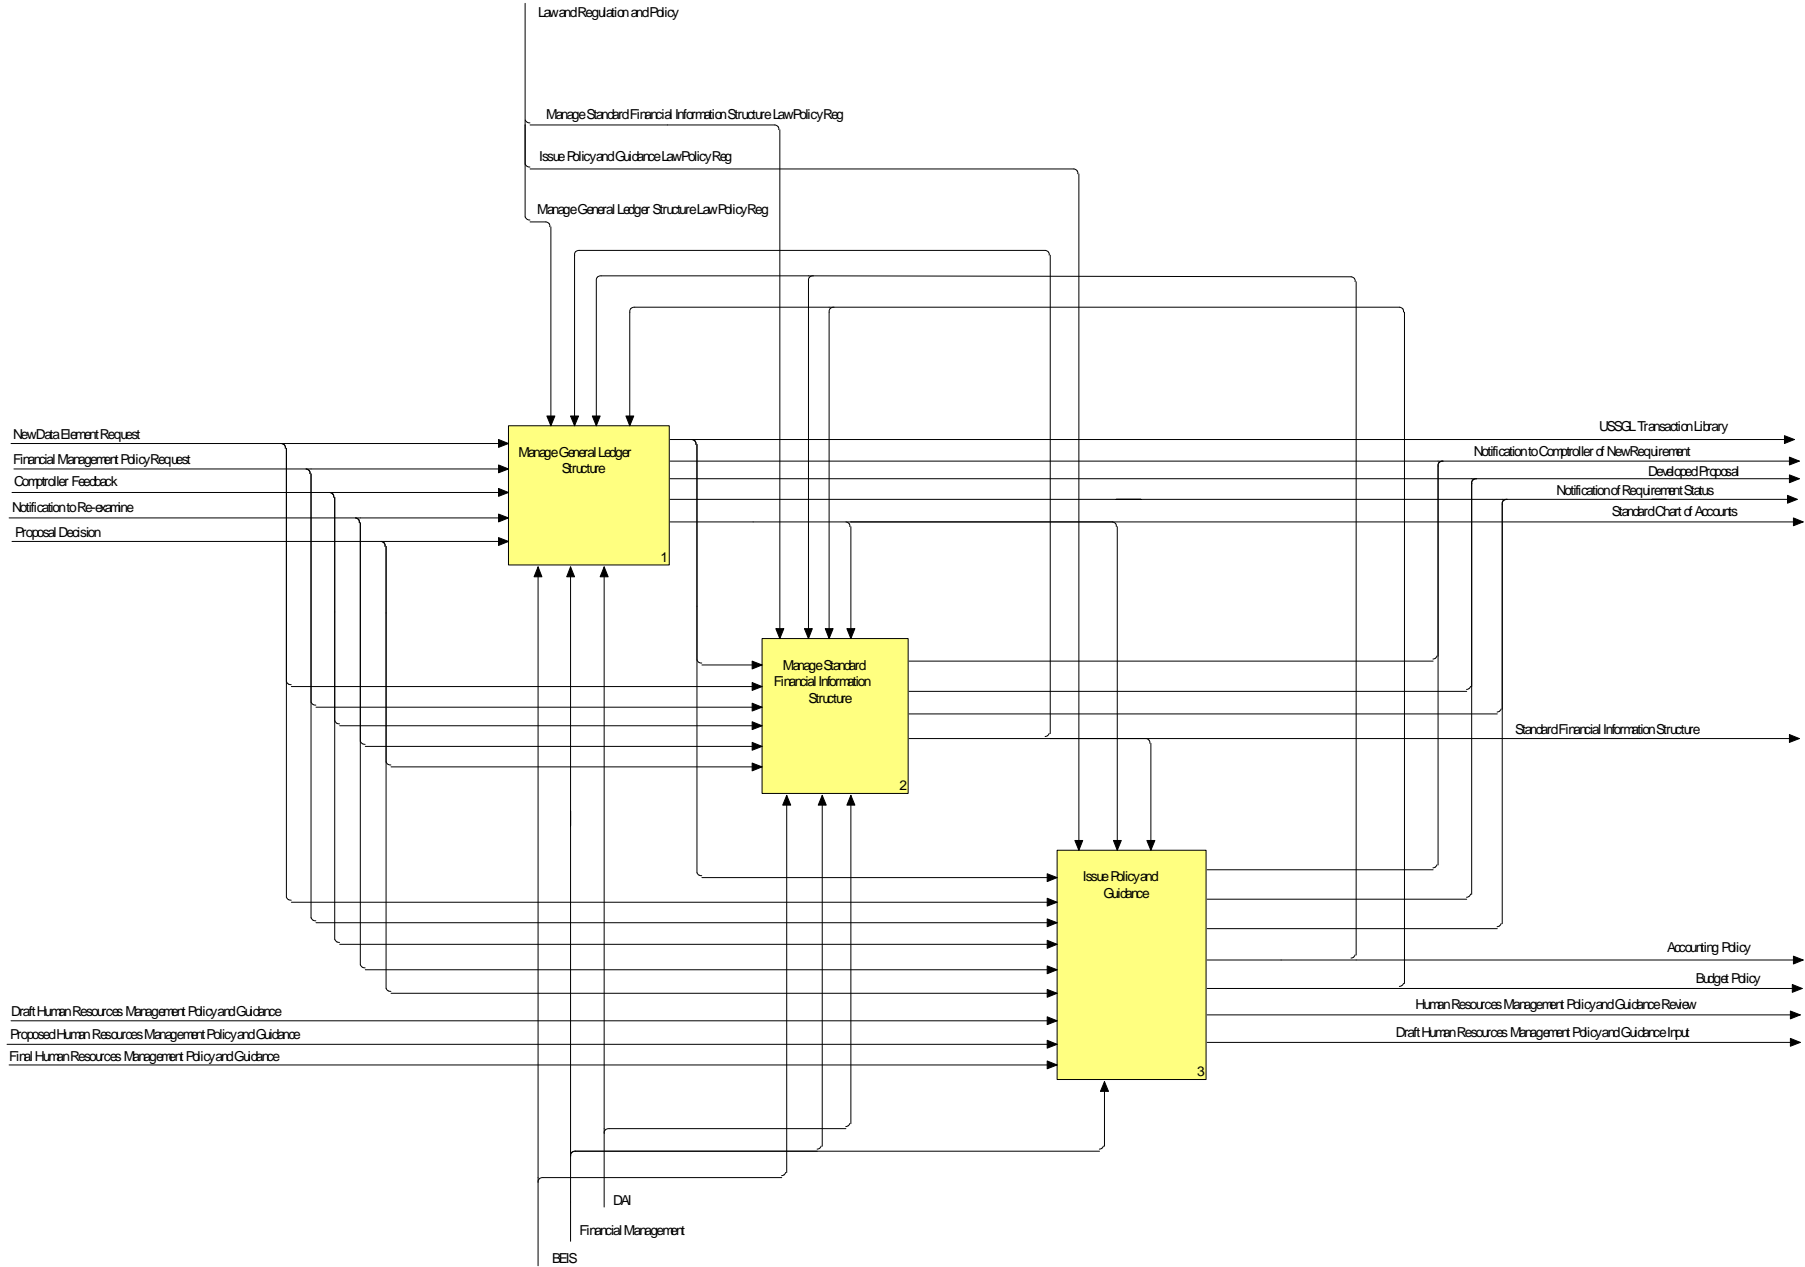 Law and Regulation and Policy
Manage Standard Financial Information Structure Law Policy Reg
Issue Policy and Guidance Law Policy Reg
Manage General Ledger Structure Law Policy Reg
New Data Element Request
Financial Management Policy Request
Comptroller Feedback
Notification to Re-examine
Proposal Decision
Manage General Ledger
Structure
1
USSGL Transaction Library
Notification to Comptroller of New Requirement
Developed Proposal
Notification of Requirement Status
Standard Chart of Accounts
Manage Standard
Financial Information
Structure
2
Standard Financial Information Structure
Issue Policy and
Guidance
3
Accounting Policy
Budget Policy
Human Resources Management Policy and Guidance Review
Draft Human Resources Management Policy and Guidance Input
Draft Human Resources Management Policy and Guidance
Proposed Human Resources Management Policy and Guidance
Final Human Resources Management Policy and Guidance
DAI
Financial Management
BEIS